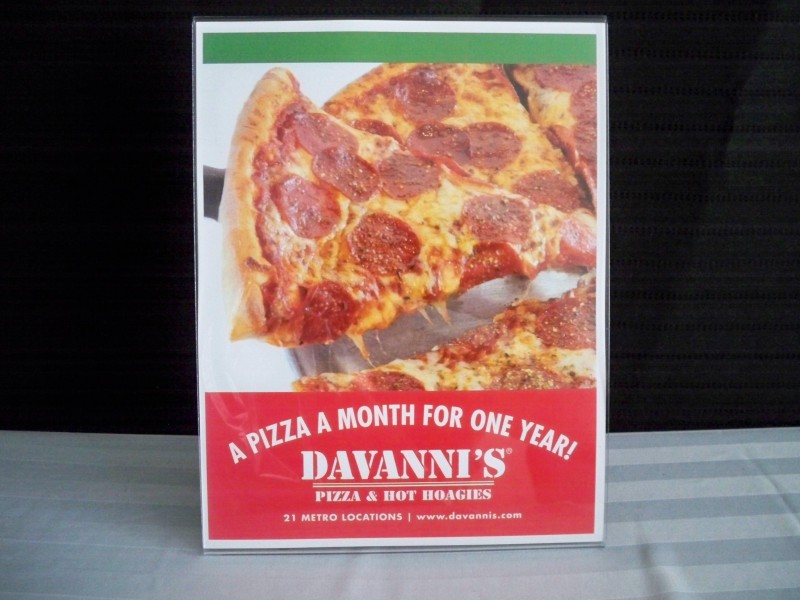 A PIZZA A MONTH FOR ONE YEAR!
DAVANNI'S®
PIZZA & HOT HOAGIES
21 METRO LOCATIONS | www.davannis.com